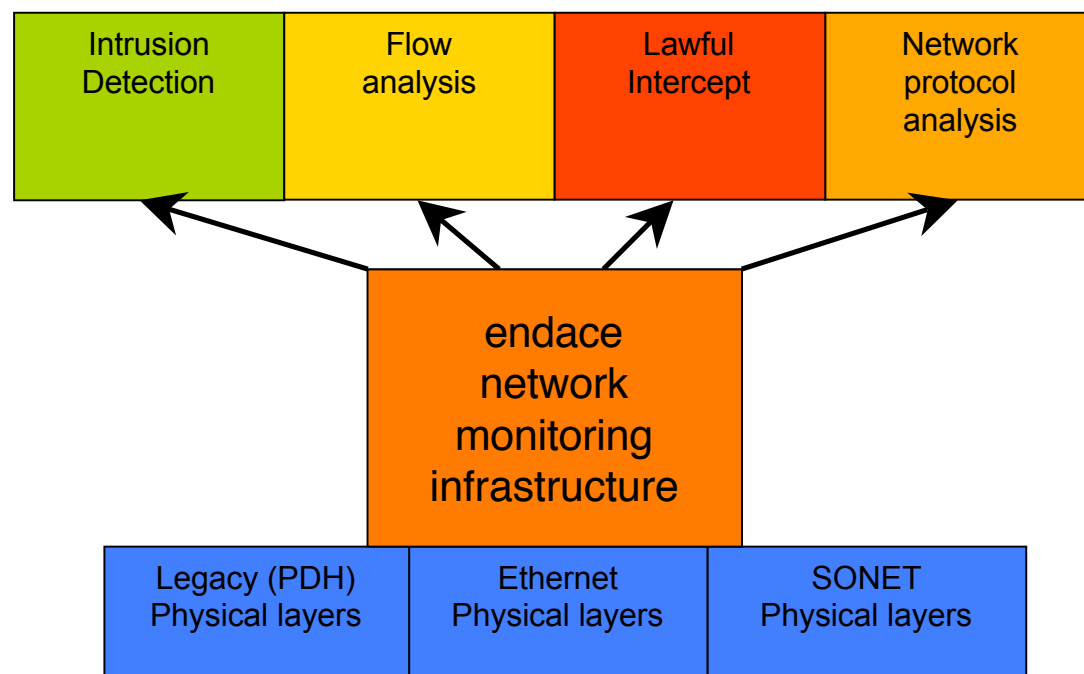 Intrusion
Detection
Flow
analysis
Lawful
Intercept
Network
protocol
analysis
endace
network
monitoring
infrastructure
Legacy (PDH)
Physical layers
Ethernet
Physical layers
SONET
Physical layers